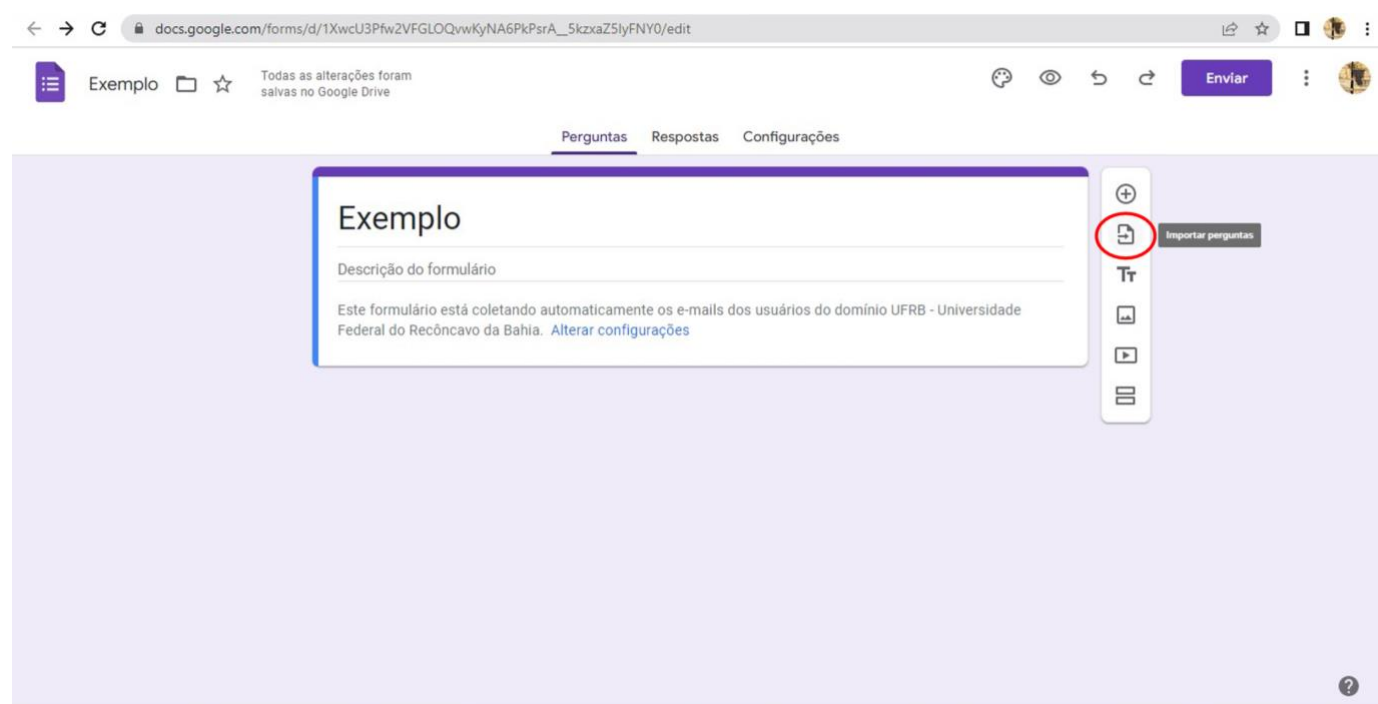 docs.google.com/forms/d/1XwcU3Pfw2VFGLOQvwKyNA6PkPsrA__5kzxaZ5IyFNY0/edit
Exemplo
Todas as alterações foram
salvas no Google Drive
Enviar
Perguntas Respostas Configurações
Exemplo
Importar perguntas
Descrição do formulário
Tт
Este formulário está coletando automaticamente os e-mails dos usuários do domínio UFRB - Universidade
Federal do Recôncavo da Bahia. Alterar configurações